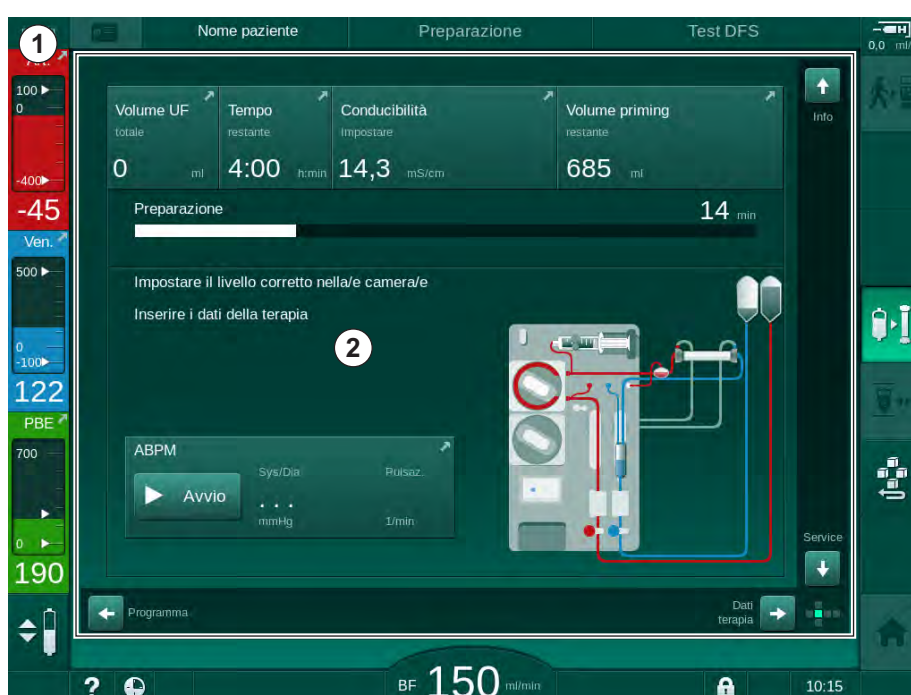 1
Nome paziente
Preparazione
Test DFS
H
0,0 ml/
100
0
-400
-45
Ven.
500
0
-100
122
PBE
700
0
190
Volume UF
totale
0 ml
Tempo
restante
4:00 h:min
Conducibilità
Impostare
14,3 mS/cm
Volume priming
restante
685 ml
Info
Preparazione
14 min
Impostare il livello corretto nella/e camera/e
Inserire i dati della terapia
2
ABPM
Avvio
Sys/Dia
. . .
mmHg
Pulsaz.
1/min
Service
Programma
Dati
terapia
?
BF 150 ml/min
10:15